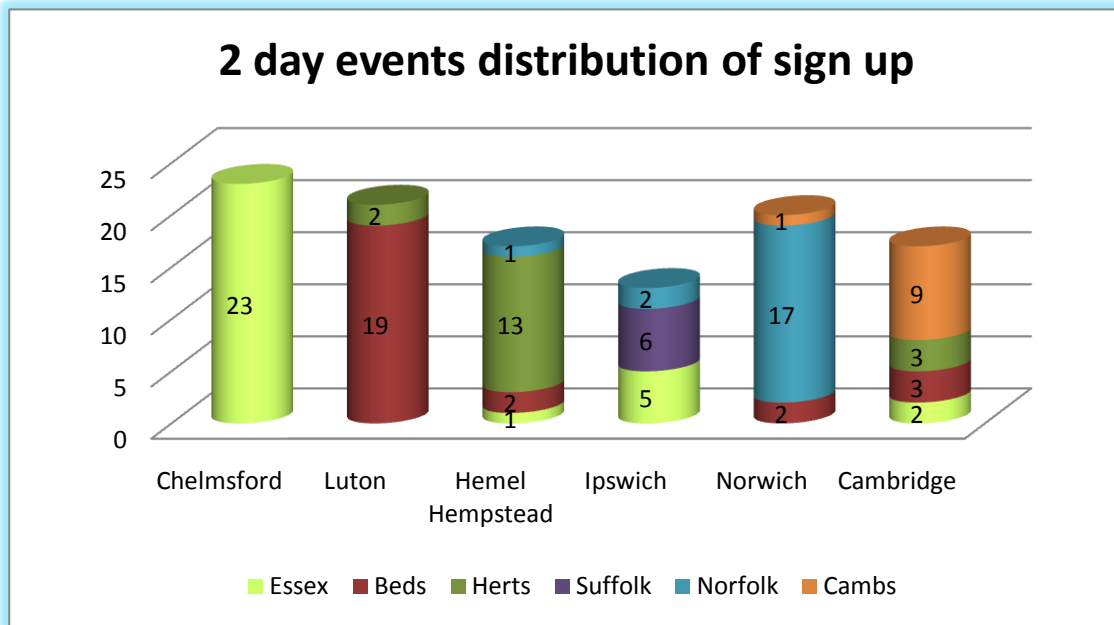 2 day events distribution of sign up
25
20
15
10
5
0
23
2
19
1
13
2
1
2
6
5
1
17
2
9
3
3
2
Chelmsford
Luton
Hemel
Hempstead
Ipswich
Norwich
Cambridge
Essex
Beds
Herts
Suffolk
Norfolk
Cambs